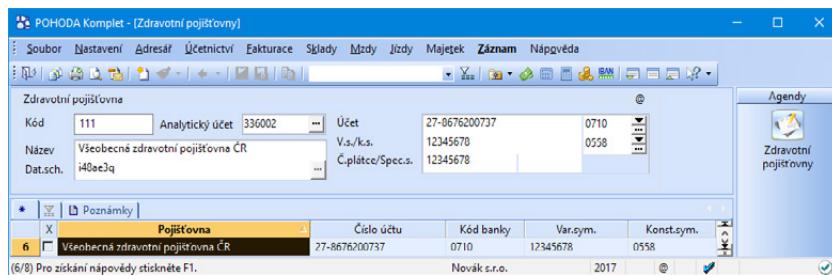 POHODA Komplet - [Zdravotní pojišťovny]
Soubor Nastavení Adresář Účetnictví Fakturace Sklady Mzdy Jízdy Majetek Záznam Nápověda
IBAN
Zdravotní pojišťovna @ Agendy
Kód 111 Analytický účet 336002 ... Účet 27-8676200737 0710
Název Všeobecná zdravotní pojišťovna ČR V.s./k.s. 12345678 0558
Dat.sch. i40ae3q ... Č.plátce/Spec.s. 12345678
Zdravotní
pojišťovny
* Poznámky
X Pojišťovna Číslo účtu Kód banky Var.sym. Konst.sym.
6 Všeobecná zdravotní pojišťovna ČR 27-8676200737 0710 12345678 0558
(6/8) Pro získání nápovědy stiskněte F1. Novák s.r.o. 2017 @